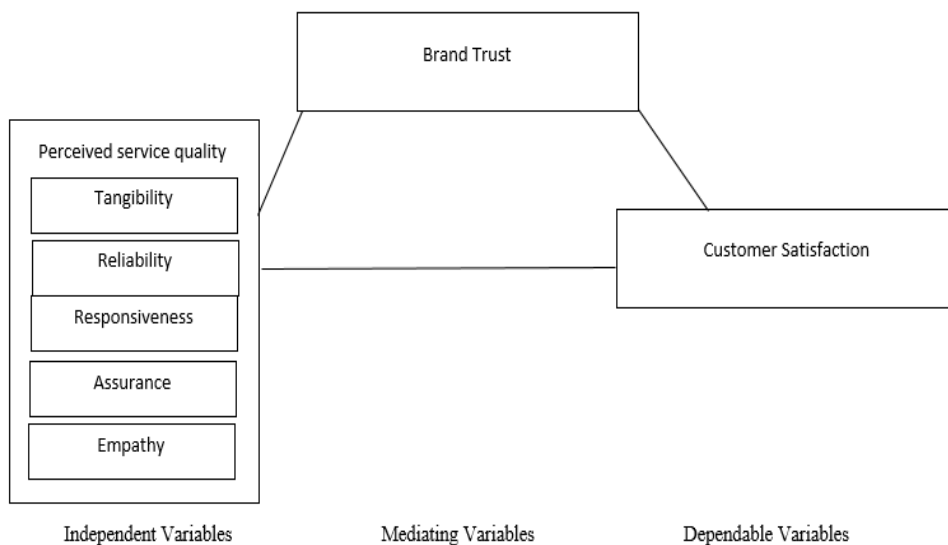 Brand Trust
Perceived service quality
Tangibility
Reliability
Responsiveness
Assurance
Empathy
Customer Satisfaction
Independent Variables
Mediating Variables
Dependable Variables